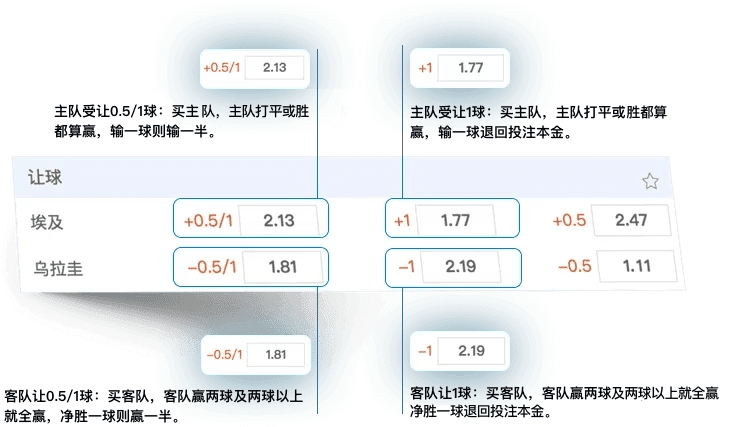 +0.5/1 2.13
+1 1.77
主队受让0.5/1球：买主队，主队打平或胜
都算赢，输一球则输一半。
主队受让1球：买主队，主队打平或胜都算
赢，输一球退回投注本金。
让球
埃及 +0.5/1 2.13 +1 1.77 +0.5 2.47
乌拉圭 -0.5/1 1.81 -1 2.19 -0.5 1.11
-0.5/1 1.81
-1 2.19
客队让0.5/1球：买客队，客队赢两球及两球以上
就全赢，净胜一球则赢一半。
客队让1球：买客队，客队赢两球及两球以上就全赢
净胜一球退回投注本金。